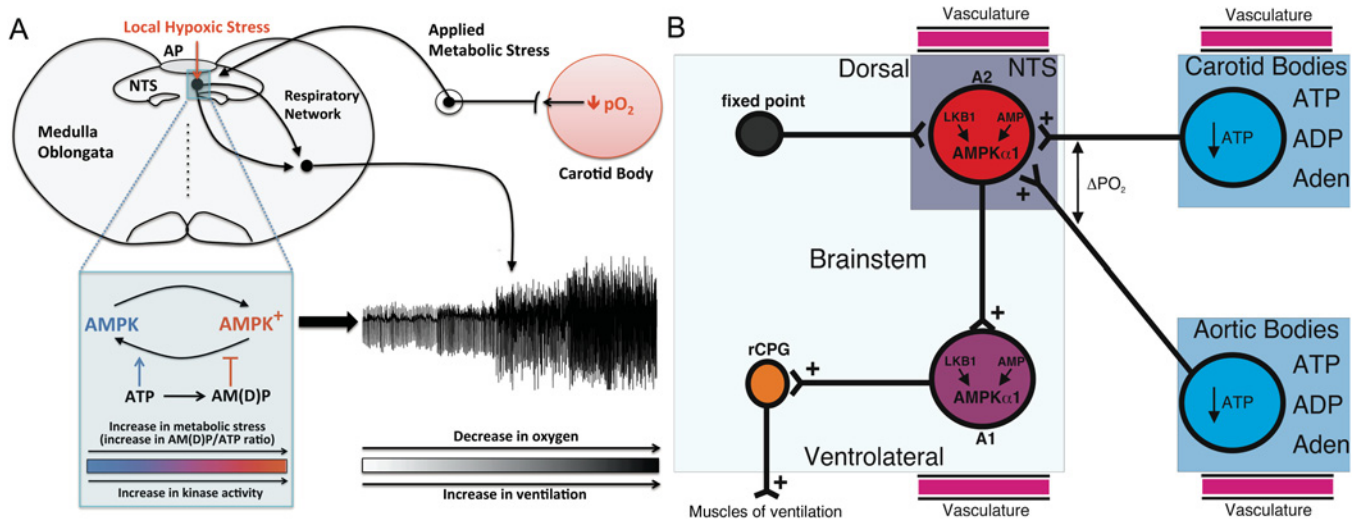 A
Local Hypoxic Stress
AP
NTS
Medulla
Oblongata
Respiratory
Network
Applied
Metabolic Stress
pO2
Carotid Body
AMPK
AMPK+
ATP
AM(D)P
Increase in metabolic stress
(increase in AM(D)P/ATP ratio)
Increase in kinase activity
Decrease in oxygen
Increase in ventilation
B
Vasculature
Vasculature
Dorsal
NTS
A2
LKB1
AMP
AMPKα1
fixed point
+
+
Carotid Bodies
ATP
ATP
ADP
Aden
ΔPO2
Brainstem
+
rCPG
+
LKB1
AMP
AMPKα1
A1
Aortic Bodies
ATP
ATP
ADP
Aden
Ventrolateral
+
Muscles of ventilation
Vasculature
Vasculature